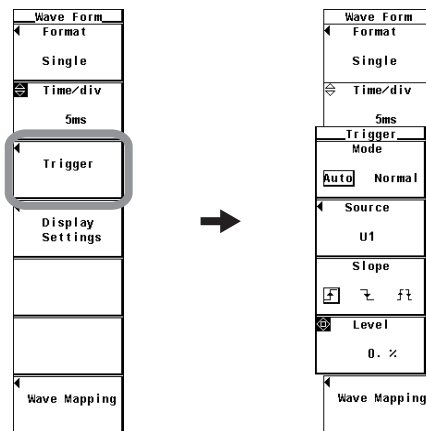 Wave Form
Format
Single
Time/div
5ms
Trigger
Display
Settings
Wave Mapping
Wave Form
Format
Single
Time/div
5ms
Trigger
Mode
Auto Normal
Source
U1
Slope
Level
0. %
Wave Mapping